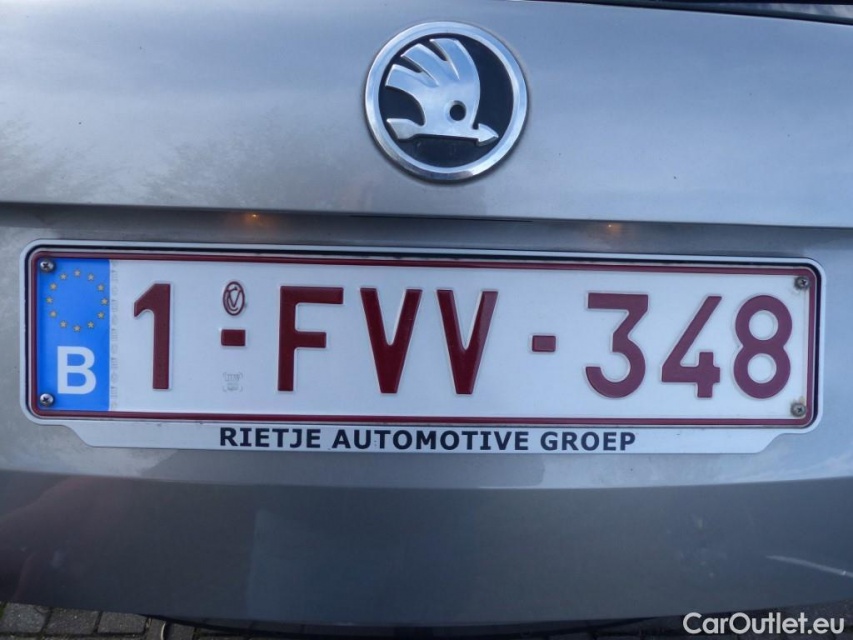 B 1-FVV-348
RIETJE AUTOMOTIVE GROEP
CarOutlet.eu